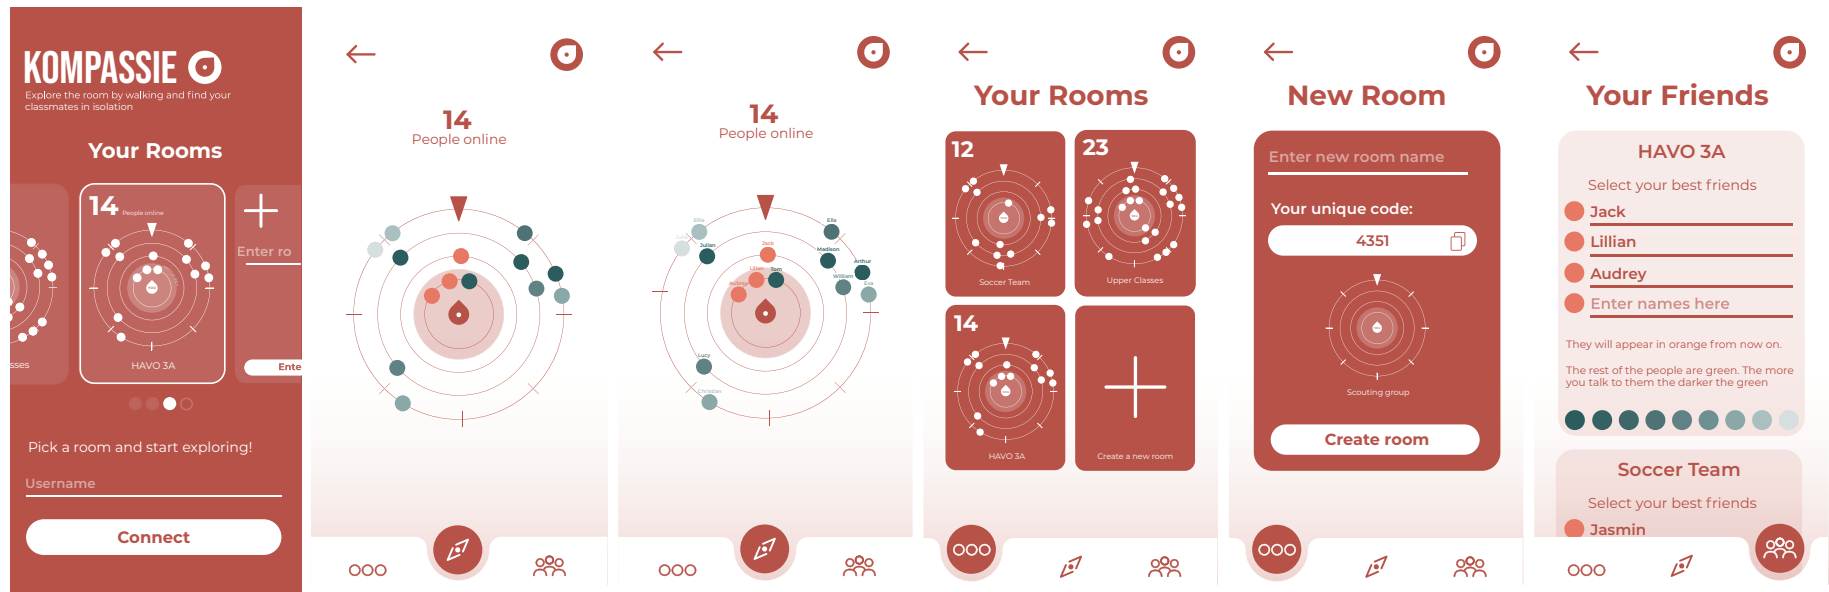 KOMPASSIE
Explore the room by walking and find your
classmates in isolation
Your Rooms
sses
14 People online
HAVO 3A
Enter ro
Ente
Pick a room and start exploring!
Username
Connect
14
People online
14
People online
Ellie
Ella
Julian
Jack
Madison
Arthur
Lilian
Tom
William
Audrey
Eva
Lucy
Christian
Your Rooms
12
Soccer Team
23
Upper Classes
14
HAVO 3A
Create a new room
New Room
Enter new room name
Your unique code:
4351
Scouting group
Create room
Your Friends
HAVO 3A
Select your best friends
Jack
Lillian
Audrey
Enter names here
They will appear in orange from now on.
The rest of the people are green. The more
you talk to them the darker the green
Soccer Team
Select your best friends
Jasmin